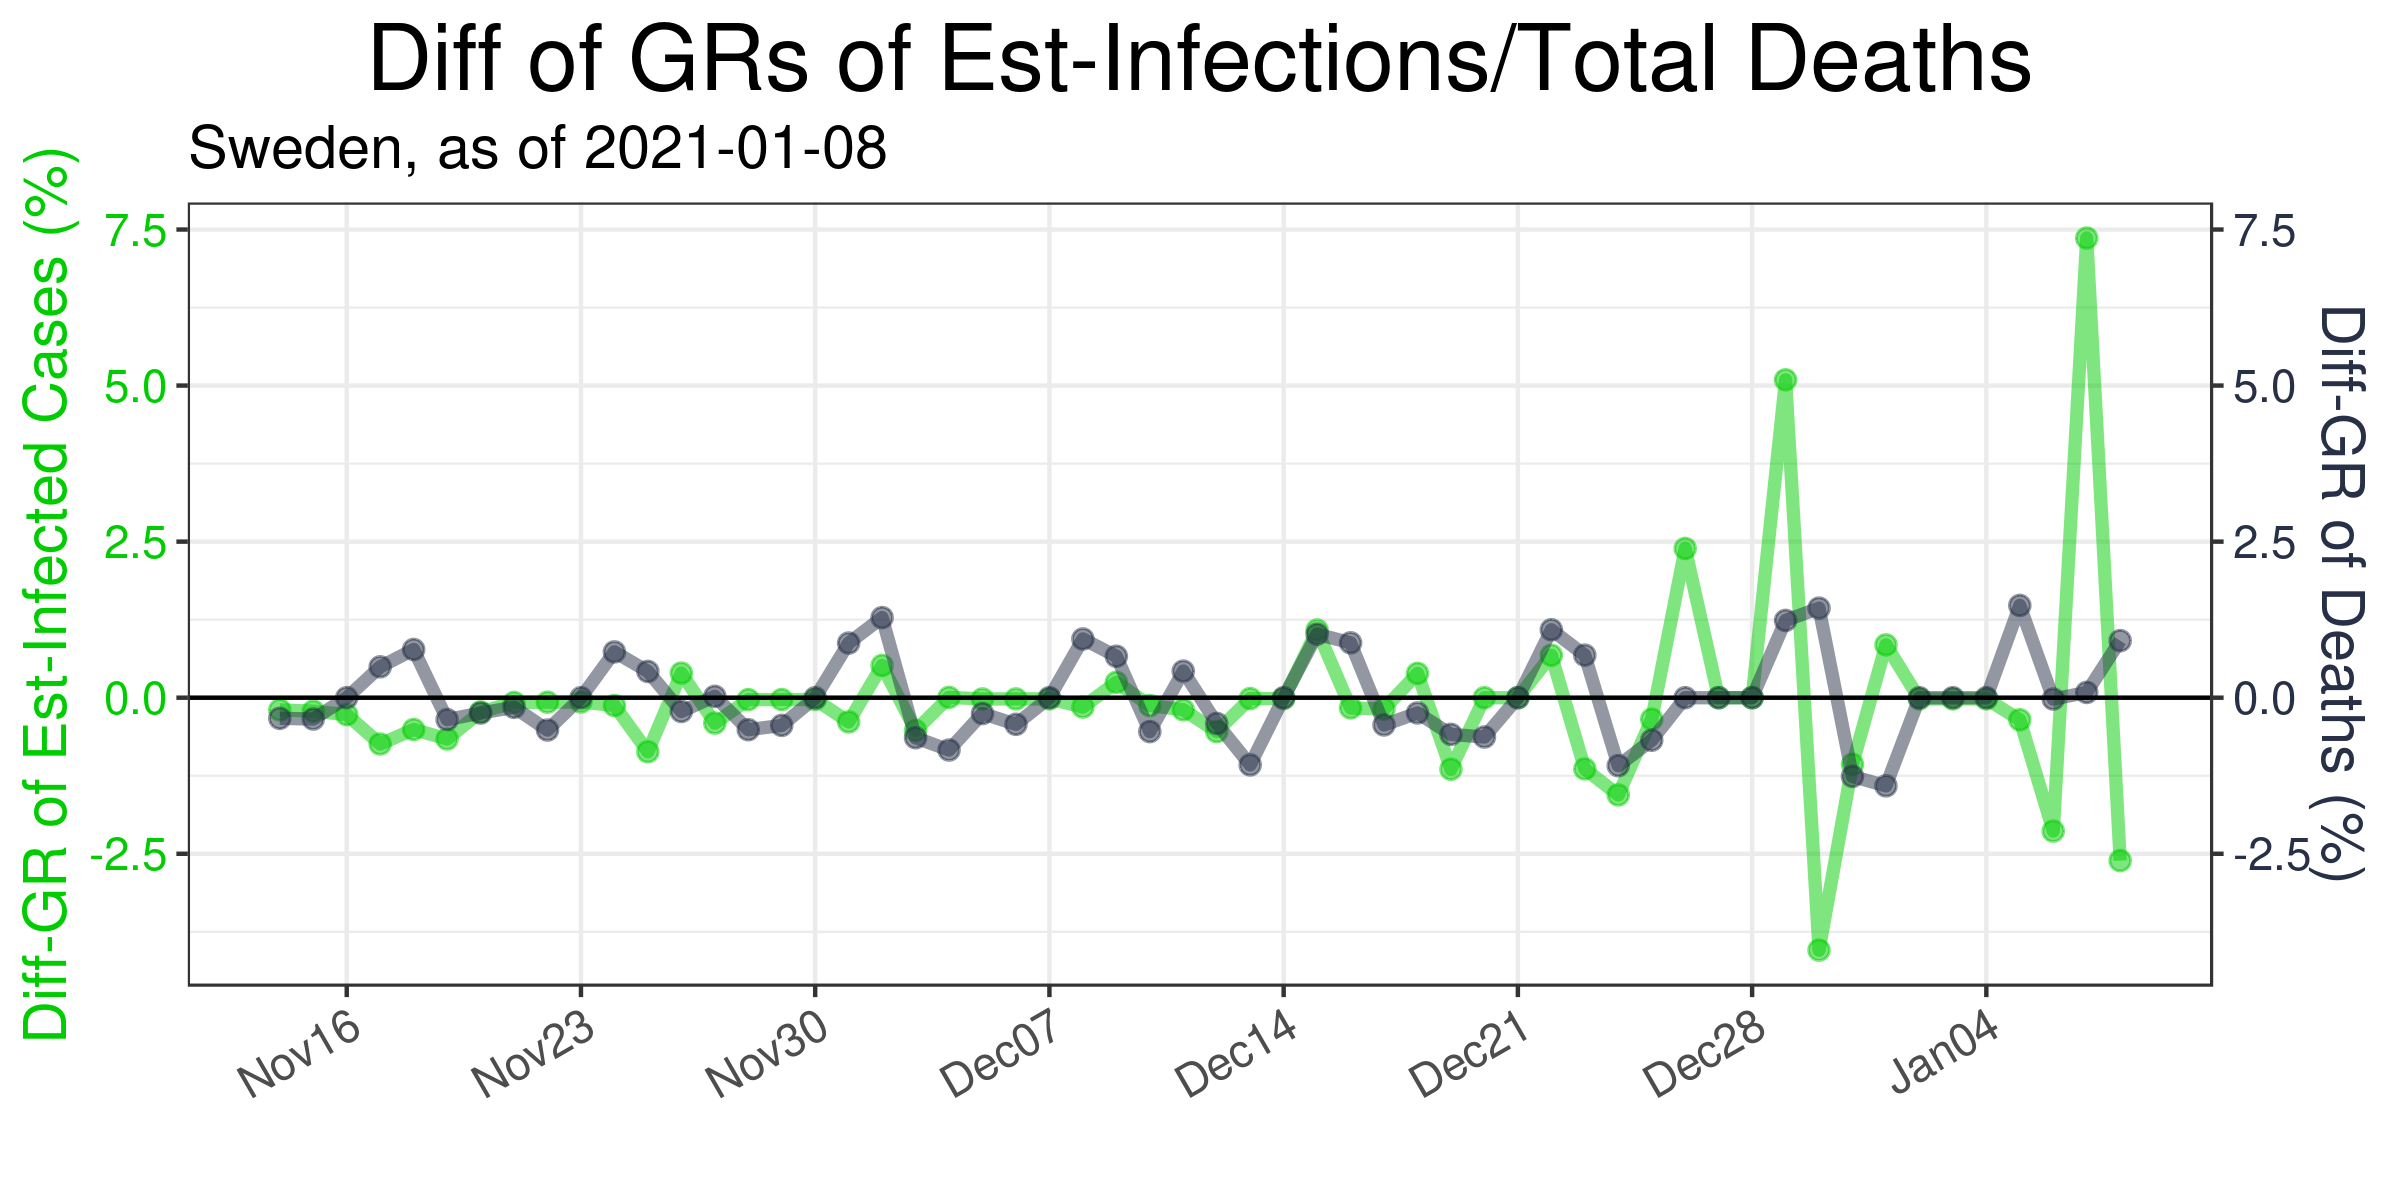 Diff of GRs of Est-Infections/Total Deaths
Sweden, as of 2021-01-08
Diff-GR of Est-Infected Cases (%)
7.5
5.0
2.5
0.0
-2.5
7.5
5.0
2.5
0.0
-2.5
Diff-GR of Deaths (%)
Nov16
Nov23
Nov30
Dec07
Dec14
Dec21
Dec28
Jan04